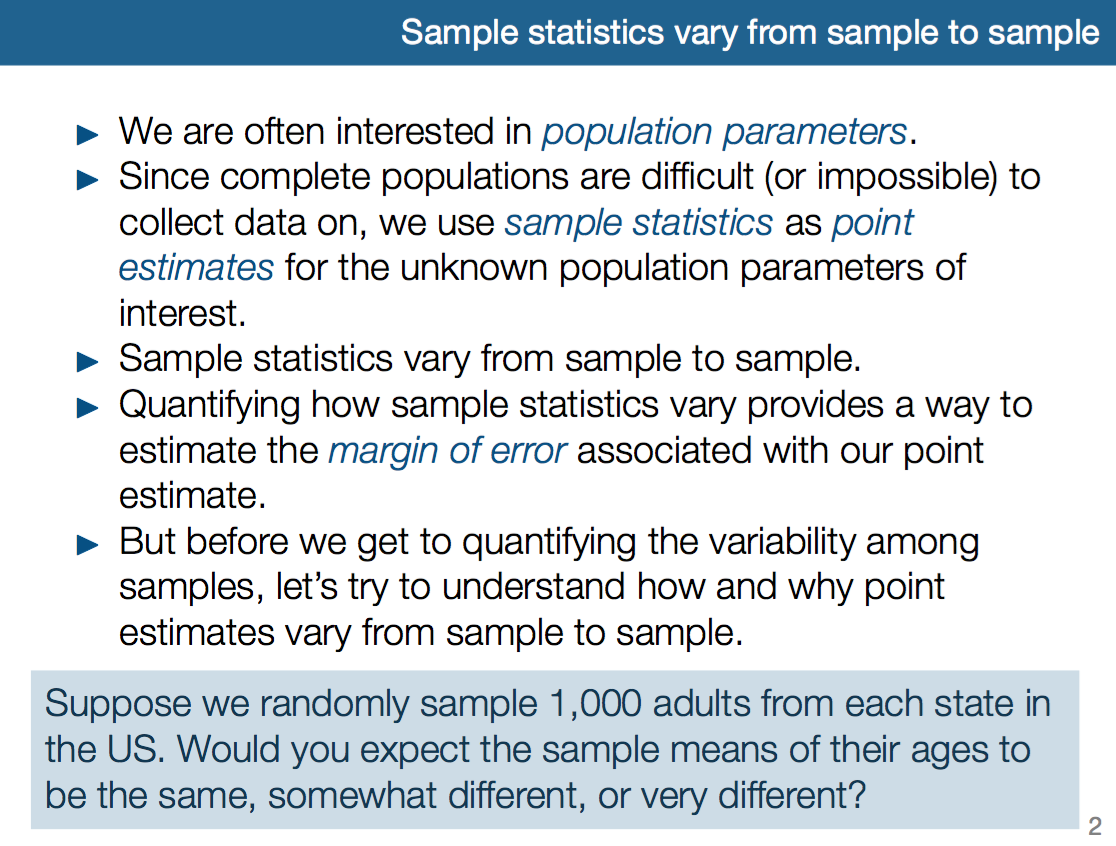 Sample statistics vary from sample to sample
► We are often interested in population parameters.
► Since complete populations are difficult (or impossible) to
collect data on, we use sample statistics as point
estimates for the unknown population parameters of
interest.
► Sample statistics vary from sample to sample.
► Quantifying how sample statistics vary provides a way to
estimate the margin of error associated with our point
estimate.
► But before we get to quantifying the variability among
samples, let’s try to understand how and why point
estimates vary from sample to sample.
Suppose we randomly sample 1,000 adults from each state in
the US. Would you expect the sample means of their ages to
be the same, somewhat different, or very different?
2